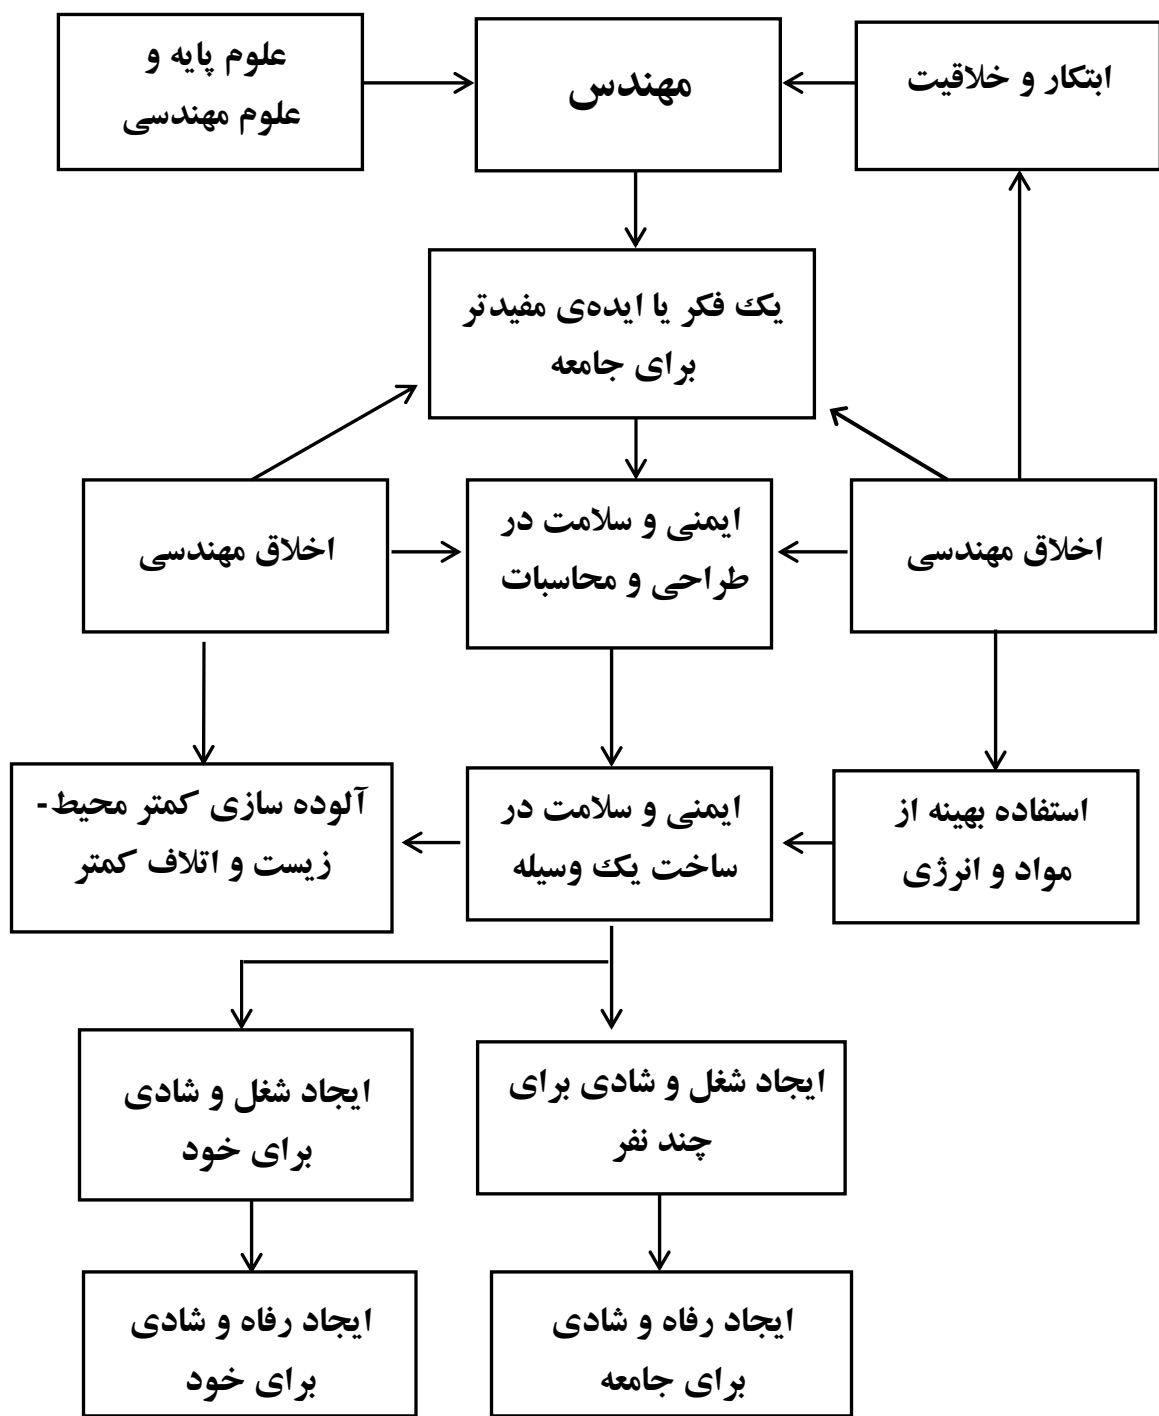 ابتکار و خلاقیت
مهندس
علوم پایه و
علوم مهندسی
یک فکر یا ایده‌ی مفیدتر
برای جامعه
اخلاق مهندسی
ایمنی و سلامت در
طراحی و محاسبات
اخلاق مهندسی
استفاده بهینه از
مواد و انرژی
ایمنی و سلامت در
ساخت یک وسیله
آلوده سازی کمتر محیط-
زیست و اتلاف کمتر
ایجاد شغل و شادی برای
چند نفر
ایجاد شغل و شادی
برای خود
ایجاد رفاه و شادی
برای جامعه
ایجاد رفاه و شادی
برای خود